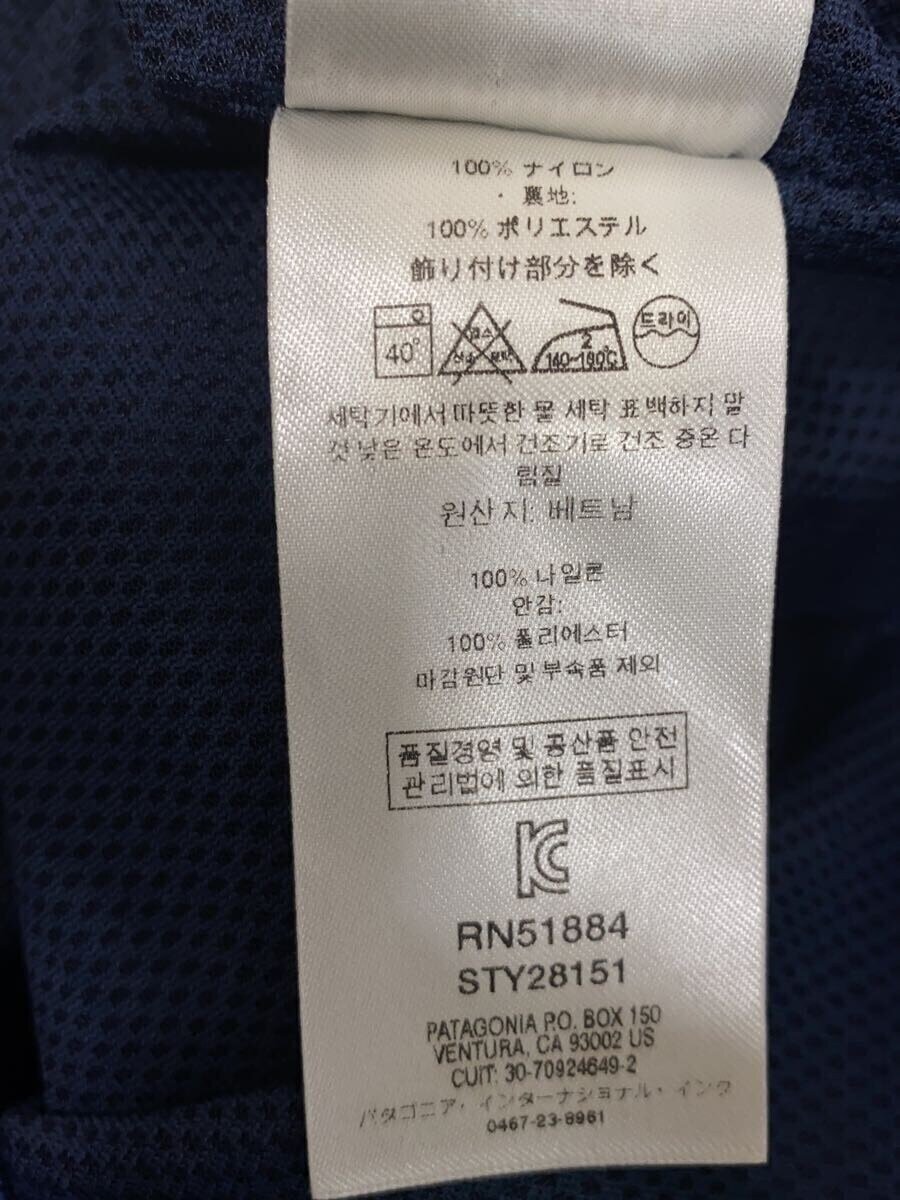 100% ナイロン
・裏地:
100% ポリエステル
飾り付け部分を除く
40°
염소
산소 표백
2
140~160℃
드라이
세탁기에서 따뜻한 물 세탁 표백하지 말
것 낮은 온도에서 건조기로 건조 중온 다
림질
원산지: 베트남
100% 나일론
안감:
100% 폴리에스터
마감원단 및 부속품 제외
품질경영 및 공산품 안전
관리법에 의한 품질표시
RN51884
STY28151
PATAGONIA P.O. BOX 150
VENTURA, CA 93002 US
CUIT: 30-70924649-2
パタゴニア・インターナショナル・インク
0467-23-8961